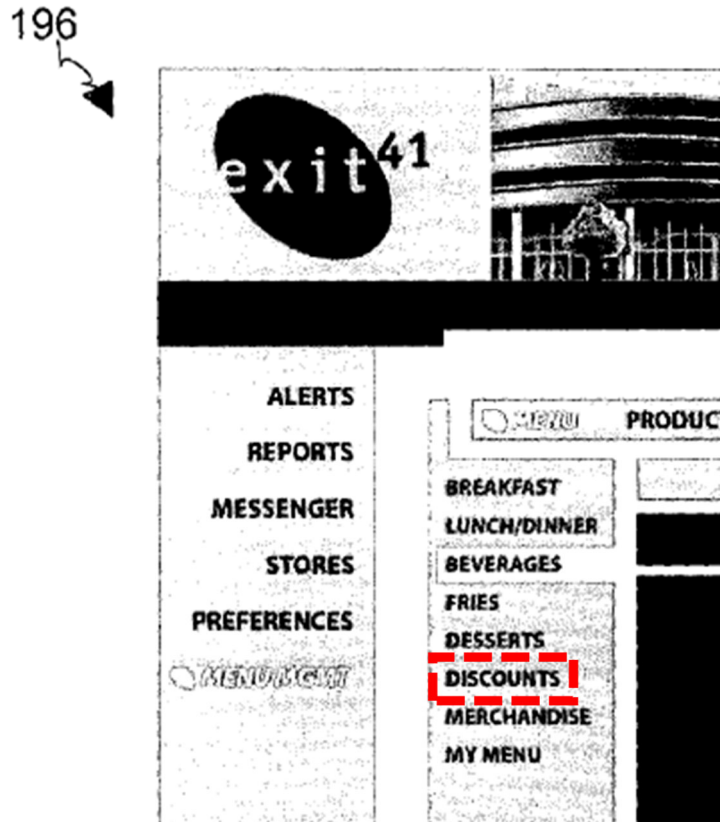 196
exit41
ALERTS
REPORTS
MESSENGER
STORES
PREFERENCES
MENU MGMT
MENU PRODUC
BREAKFAST
LUNCH/DINNER
BEVERAGES
FRIES
DESSERTS
DISCOUNTS
MERCHANDISE
MY MENU